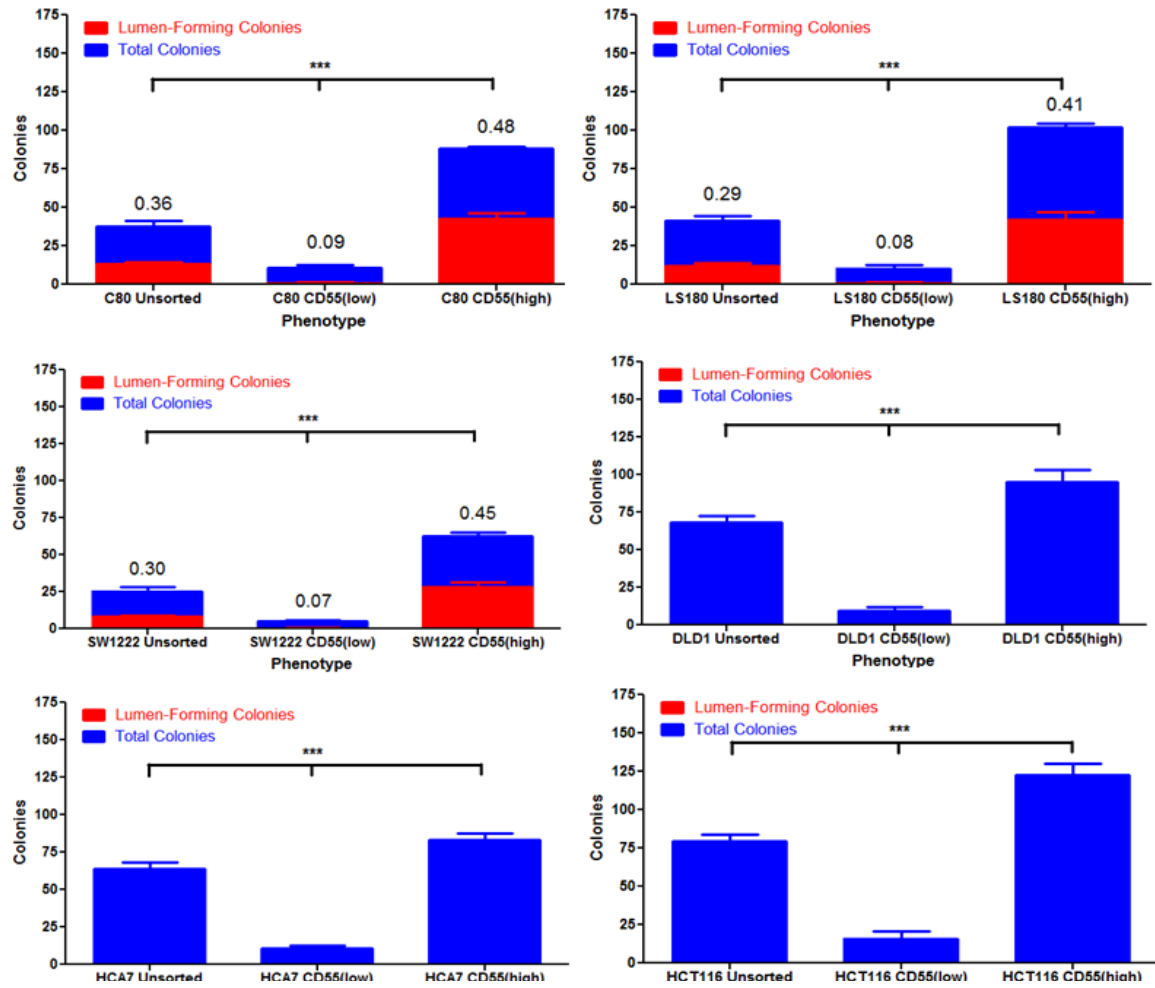 175
150
125
100
75
50
25
0
Colonies
Lumen-Forming Colonies
Total Colonies
***
0.36
0.09
0.48
C80 Unsorted C80 CD55(low) C80 CD55(high)
Phenotype
175
150
125
100
75
50
25
0
Colonies
Lumen-Forming Colonies
Total Colonies
***
0.29
0.08
0.41
LS180 Unsorted LS180 CD55(low) LS180 CD55(high)
Phenotype
175
150
125
100
75
50
25
0
Colonies
Lumen-Forming Colonies
Total Colonies
***
0.30
0.07
0.45
SW1222 Unsorted SW1222 CD55(low) SW1222 CD55(high)
Phenotype
175
150
125
100
75
50
25
0
Colonies
Lumen-Forming Colonies
Total Colonies
***
DLD1 Unsorted DLD1 CD55(low) DLD1 CD55(high)
Phenotype
175
150
125
100
75
50
25
0
Colonies
Lumen-Forming Colonies
Total Colonies
***
HCA7 Unsorted HCA7 CD55(low) HCA7 CD55(high)
175
150
125
100
75
50
25
0
Colonies
Lumen-Forming Colonies
Total Colonies
***
HCT116 Unsorted HCT116 CD55(low) HCT116 CD55(high)